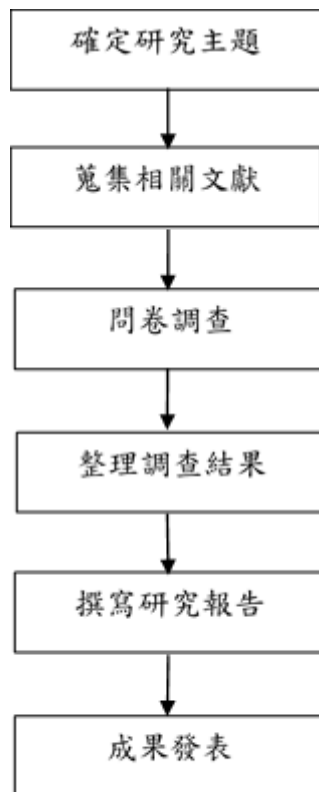 確定研究主題
蒐集相關文獻
問卷調查
整理調查結果
撰寫研究報告
成果發表